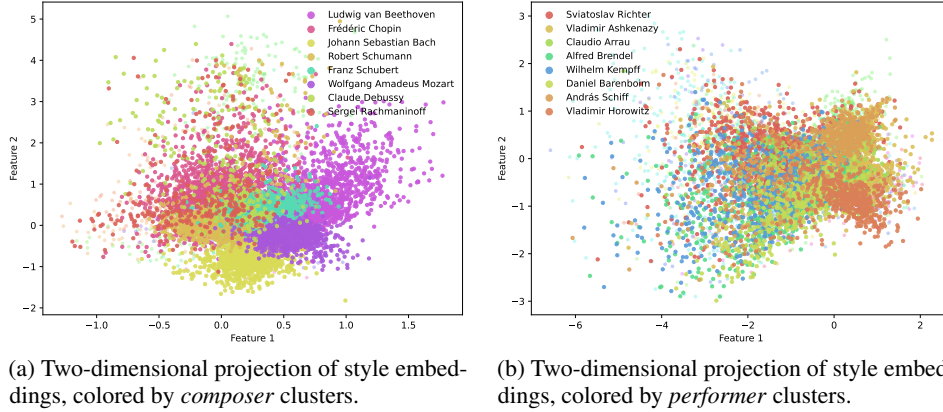 Ludwig van Beethoven
Frédéric Chopin
Johann Sebastian Bach
Robert Schumann
Franz Schubert
Wolfgang Amadeus Mozart
Claude Debussy
Sergei Rachmaninoff
5
4
3
2
1
0
−1
−2
Feature 2
−1.0
−0.5
0.0
0.5
1.0
1.5
Feature 1
(a) Two-dimensional projection of style embed-
dings, colored by composer clusters.
Sviatoslav Richter
Vladimir Ashkenazy
Claudio Arrau
Alfred Brendel
Wilhelm Kempff
Daniel Barenboim
András Schiff
Vladimir Horowitz
3
2
1
0
−1
−2
−3
Feature 2
−6
−4
−2
0
2
Feature 1
(b) Two-dimensional projection of style embed
dings, colored by performer clusters.